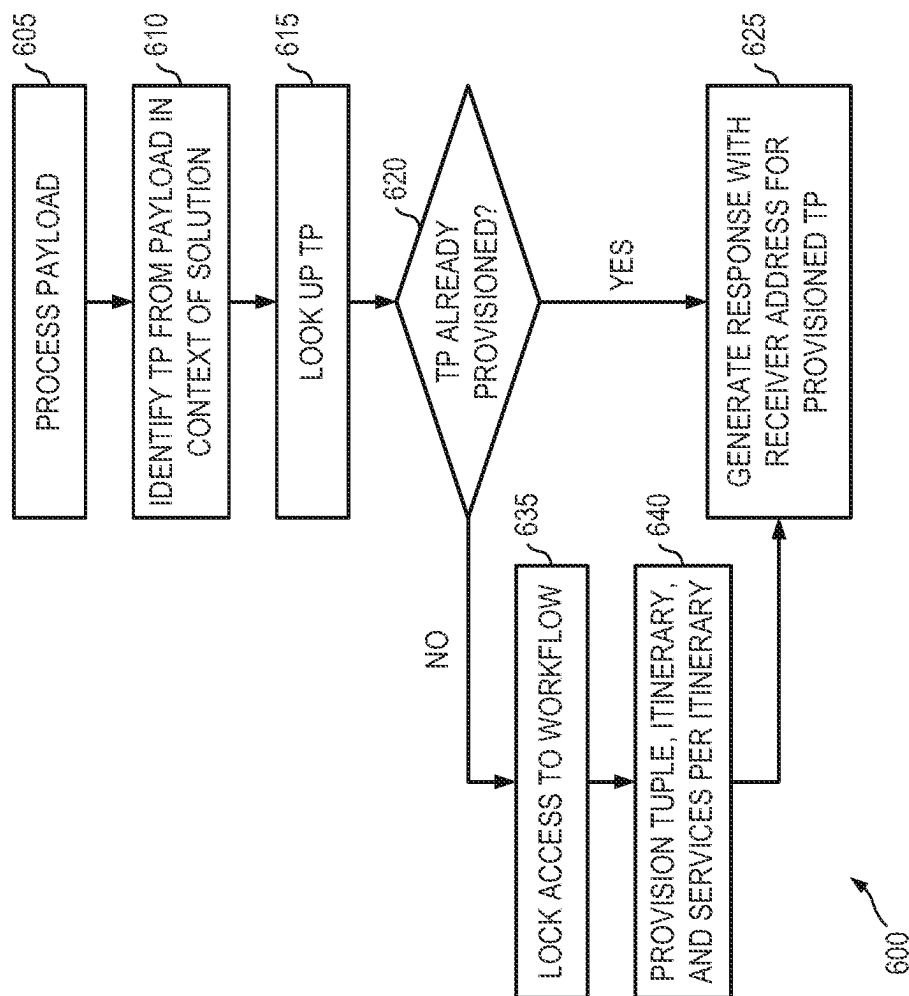 605
PROCESS PAYLOAD
610
IDENTIFY TP FROM PAYLOAD IN
CONTEXT OF SOLUTION
615
LOOK UP TP
620
TP ALREADY
PROVISIONED?
NO
YES
635
LOCK ACCESS TO WORKFLOW
640
PROVISION TUPLE, ITINERARY,
AND SERVICES PER ITINERARY
625
GENERATE RESPONSE WITH
RECEIVER ADDRESS FOR
PROVISIONED TP
600